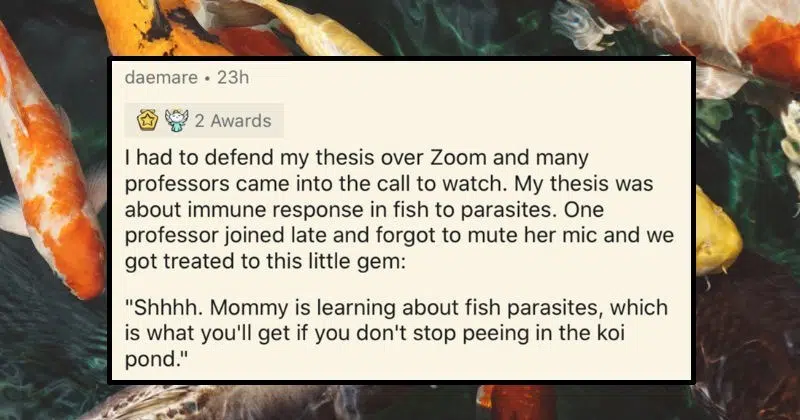 daemare • 23h
2 Awards
I had to defend my thesis over Zoom and many
professors came into the call to watch. My thesis was
about immune response in fish to parasites. One
professor joined late and forgot to mute her mic and we
got treated to this little gem:
"Shhhh. Mommy is learning about fish parasites, which
is what you'll get if you don't stop peeing in the koi
pond."